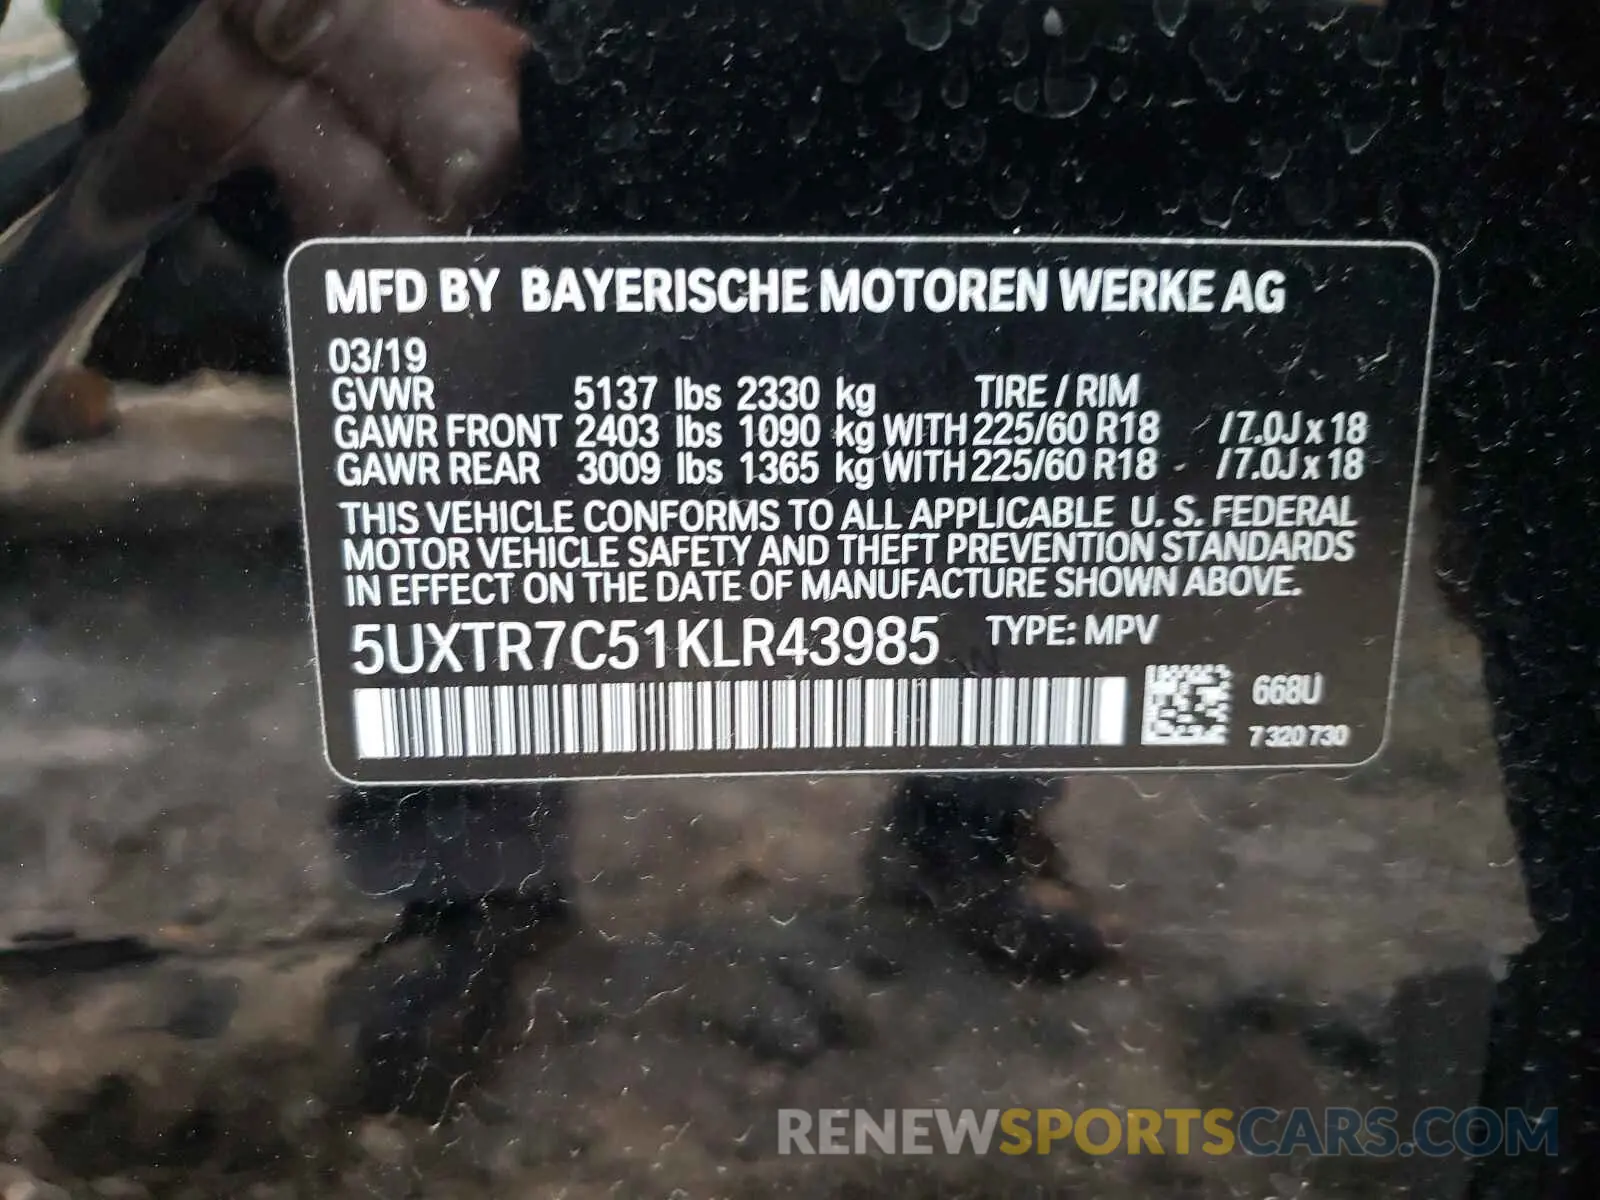 MFD BY BAYERISCHE MOTOREN WERKE AG
03/19
GVWR 5137 lbs 2330 kg TIRE / RIM
GAWR FRONT 2403 lbs 1090 kg WITH 225/60 R18 /7.0J x 18
GAWR REAR 3009 lbs 1365 kg WITH 225/60 R18 - /7.0J x 18
THIS VEHICLE CONFORMS TO ALL APPLICABLE U. S. FEDERAL
MOTOR VEHICLE SAFETY AND THEFT PREVENTION STANDARDS
IN EFFECT ON THE DATE OF MANUFACTURE SHOWN ABOVE.
5UXTR7C51KLR43985 TYPE: MPV
668U
7 320 730
RENEWSPORTSCARS.COM